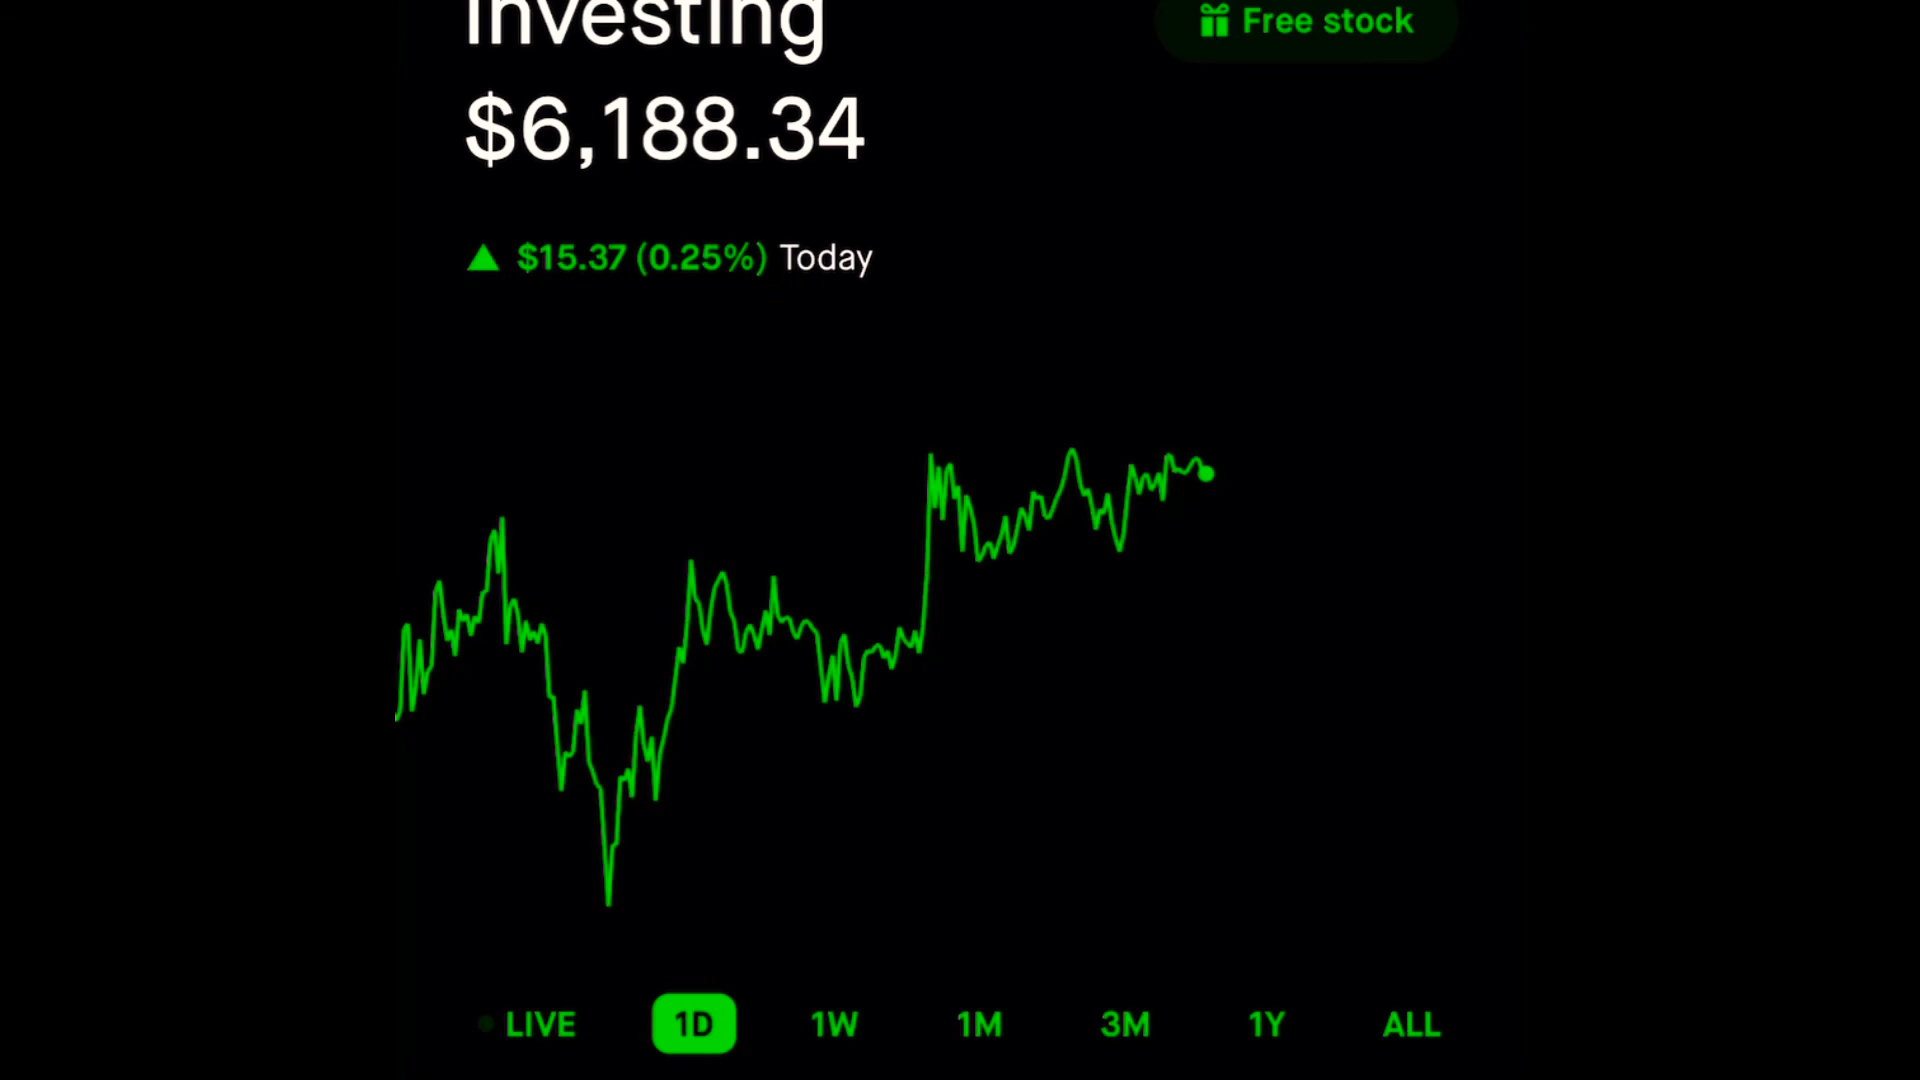 Investing
Free stock
$6,188.34
$15.37 (0.25%) Today
LIVE 1D 1W 1M 3M 1Y ALL